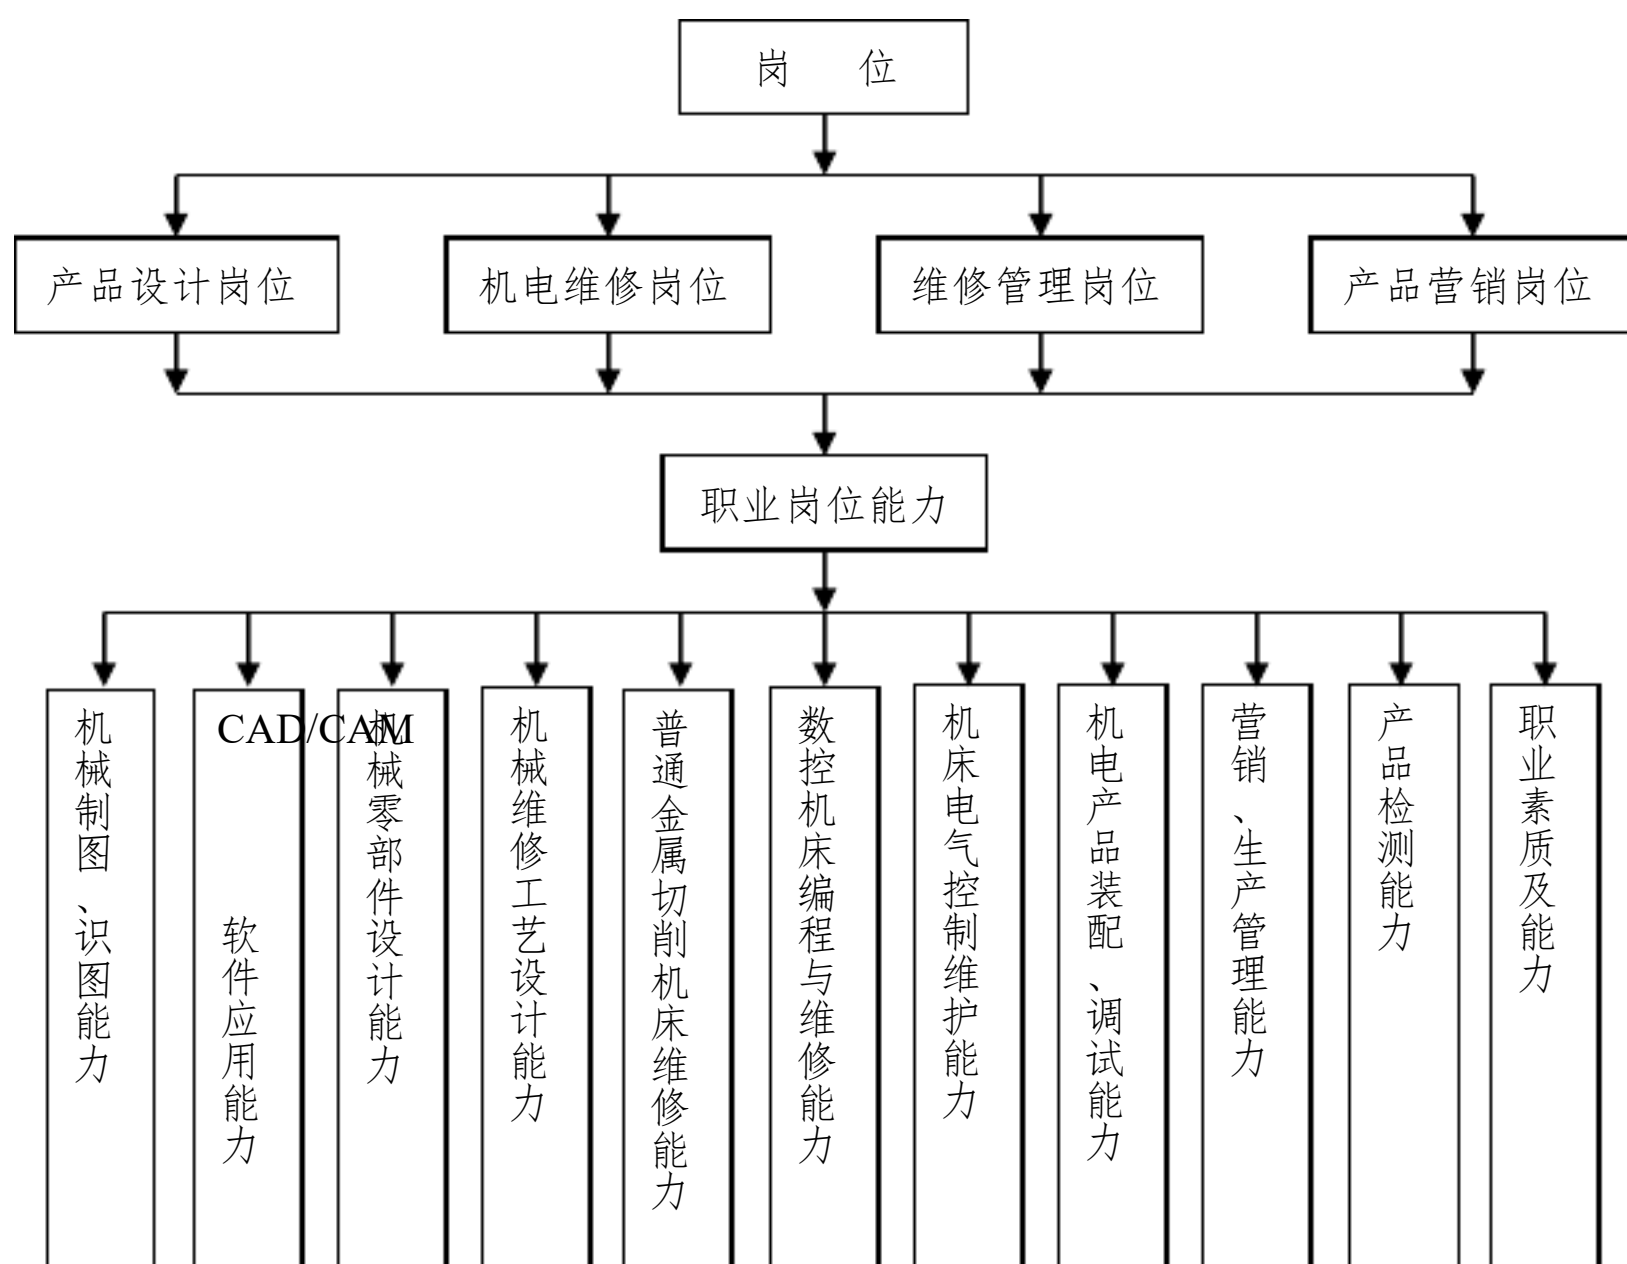 岗 位
产品设计岗位
机电维修岗位
维修管理岗位
产品营销岗位
职业岗位能力
机械制图、识图能力
CAD/CAM软件应用能力
机械零部件设计能力
机械维修工艺设计能力
普通金属切削机床维修能力
数控机床编程与维修能力
机床电气控制维护能力
机电产品装配、调试能力
营销、生产管理能力
产品检测能力
职业素质及能力